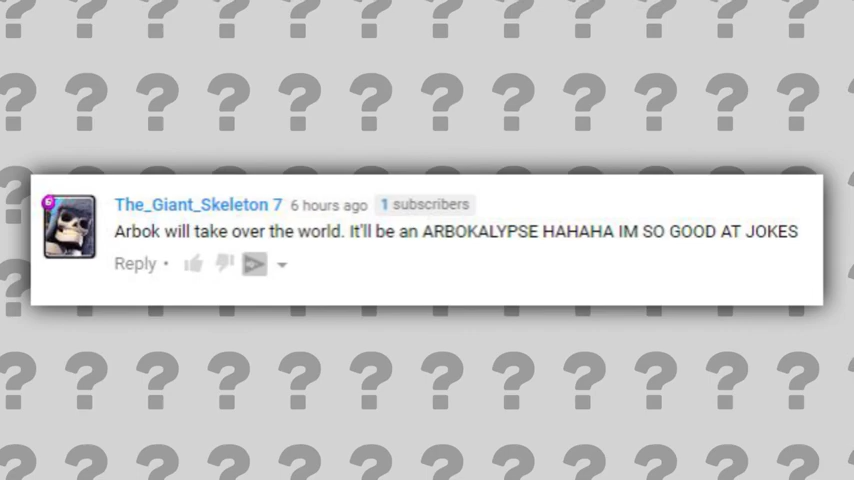 The_Giant_Skeleton 7 6 hours ago 1 subscribers
Arbok will take over the world. It'll be an ARBOKALYPSE HAHAHA IM SO GOOD AT JOKES
Reply •